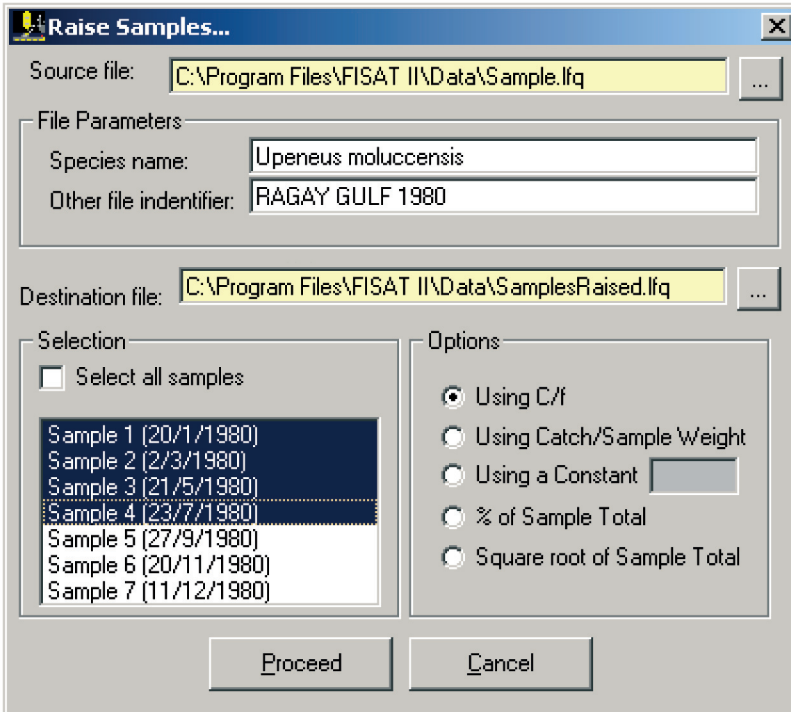 Raise Samples...
Source file: C:\Program Files\FISAT II\Data\Sample.lfq ...
File Parameters
Species name: Upeneus moluccensis
Other file indentifier: RAGAY GULF 1980
Destination file: C:\Program Files\FISAT II\Data\SamplesRaised.lfq ...
Selection
Select all samples
Sample 1 (20/1/1980)
Sample 2 (2/3/1980)
Sample 3 (21/5/1980)
Sample 4 (23/7/1980)
Sample 5 (27/9/1980)
Sample 6 (20/11/1980)
Sample 7 (11/12/1980)
Options
Using C/f
Using Catch/Sample Weight
Using a Constant
% of Sample Total
Square root of Sample Total
Proceed Cancel